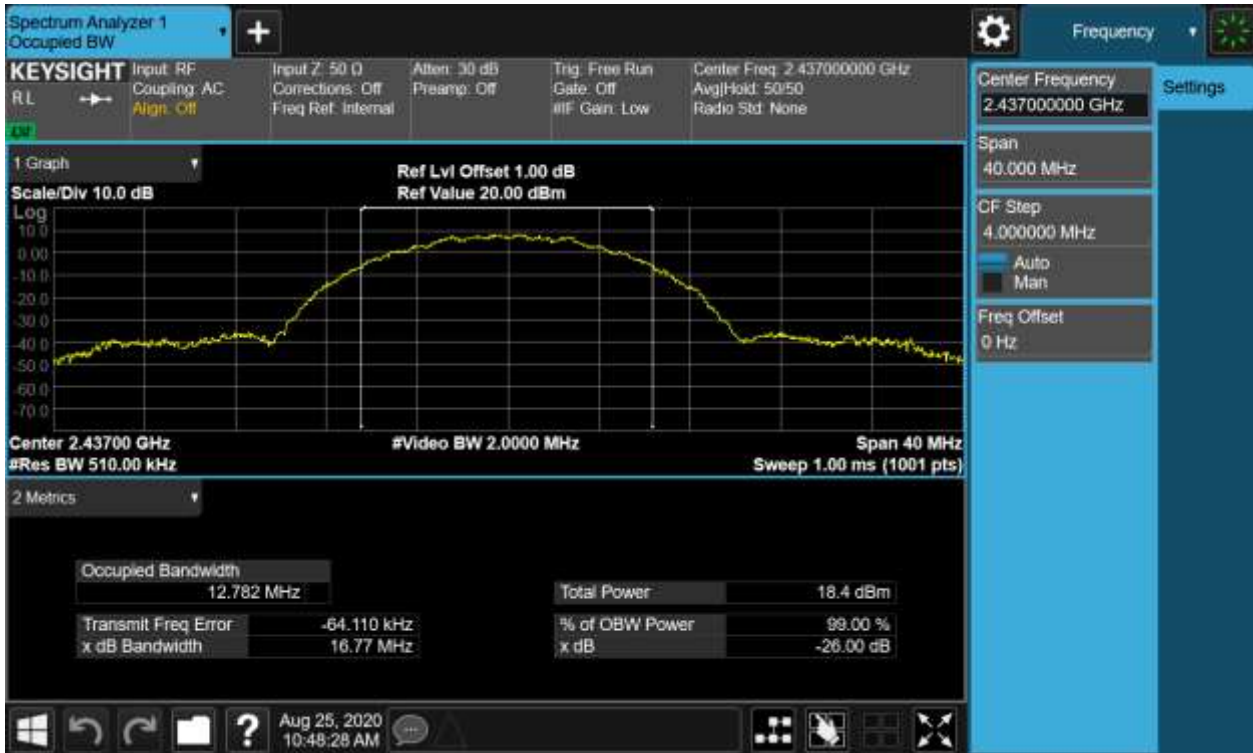 Spectrum Analyzer 1
Occupied BW
Frequency
KEYSIGHT
RL
Input: RF
Coupling: AC
Align: Off
Input Z: 50 Ω
Corrections: Off
Freq Ref: Internal
Atten: 30 dB
Preamp: Off
Trig: Free Run
Gate: Off
#IF Gain: Low
Center Freq: 2.437000000 GHz
Avg|Hold: 50/50
Radio Std: None
Center Frequency
2.437000000 GHz
Settings
Span
40.000 MHz
CF Step
4.000000 MHz
Auto
Man
Freq Offset
0 Hz
1 Graph
Scale/Div 10.0 dB
Ref Lvl Offset 1.00 dB
Ref Value 20.00 dBm
Log
10.0
0.00
-10.0
-20.0
-30.0
-40.0
-50.0
-60.0
-70.0
Center 2.43700 GHz
#Video BW 2.0000 MHz
Span 40 MHz
#Res BW 510.00 kHz
Sweep 1.00 ms (1001 pts)
2 Metrics
Occupied Bandwidth
12.782 MHz
Total Power 18.4 dBm
Transmit Freq Error -64.110 kHz
% of OBW Power 99.00 %
x dB Bandwidth 16.77 MHz
x dB -26.00 dB
?
Aug 25, 2020
10:48:28 AM